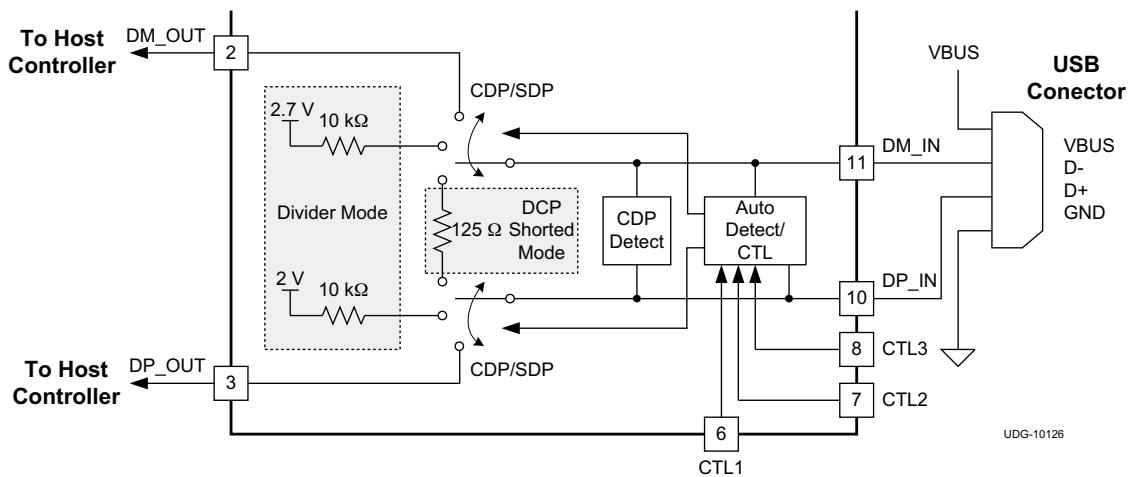 To Host
Controller
DM_OUT
2
CDP/SDP
2.7 V
10 kΩ
Divider Mode
2 V
10 kΩ
125 Ω
DCP
Shorted
Mode
CDP
Detect
Auto
Detect/
CTL
11
DM_IN
VBUS
USB
Conector
VBUS
D-
D+
GND
10
DP_IN
8
CTL3
7
CTL2
6
CTL1
CDP/SDP
To Host
Controller
DP_OUT
3
UDG-10126